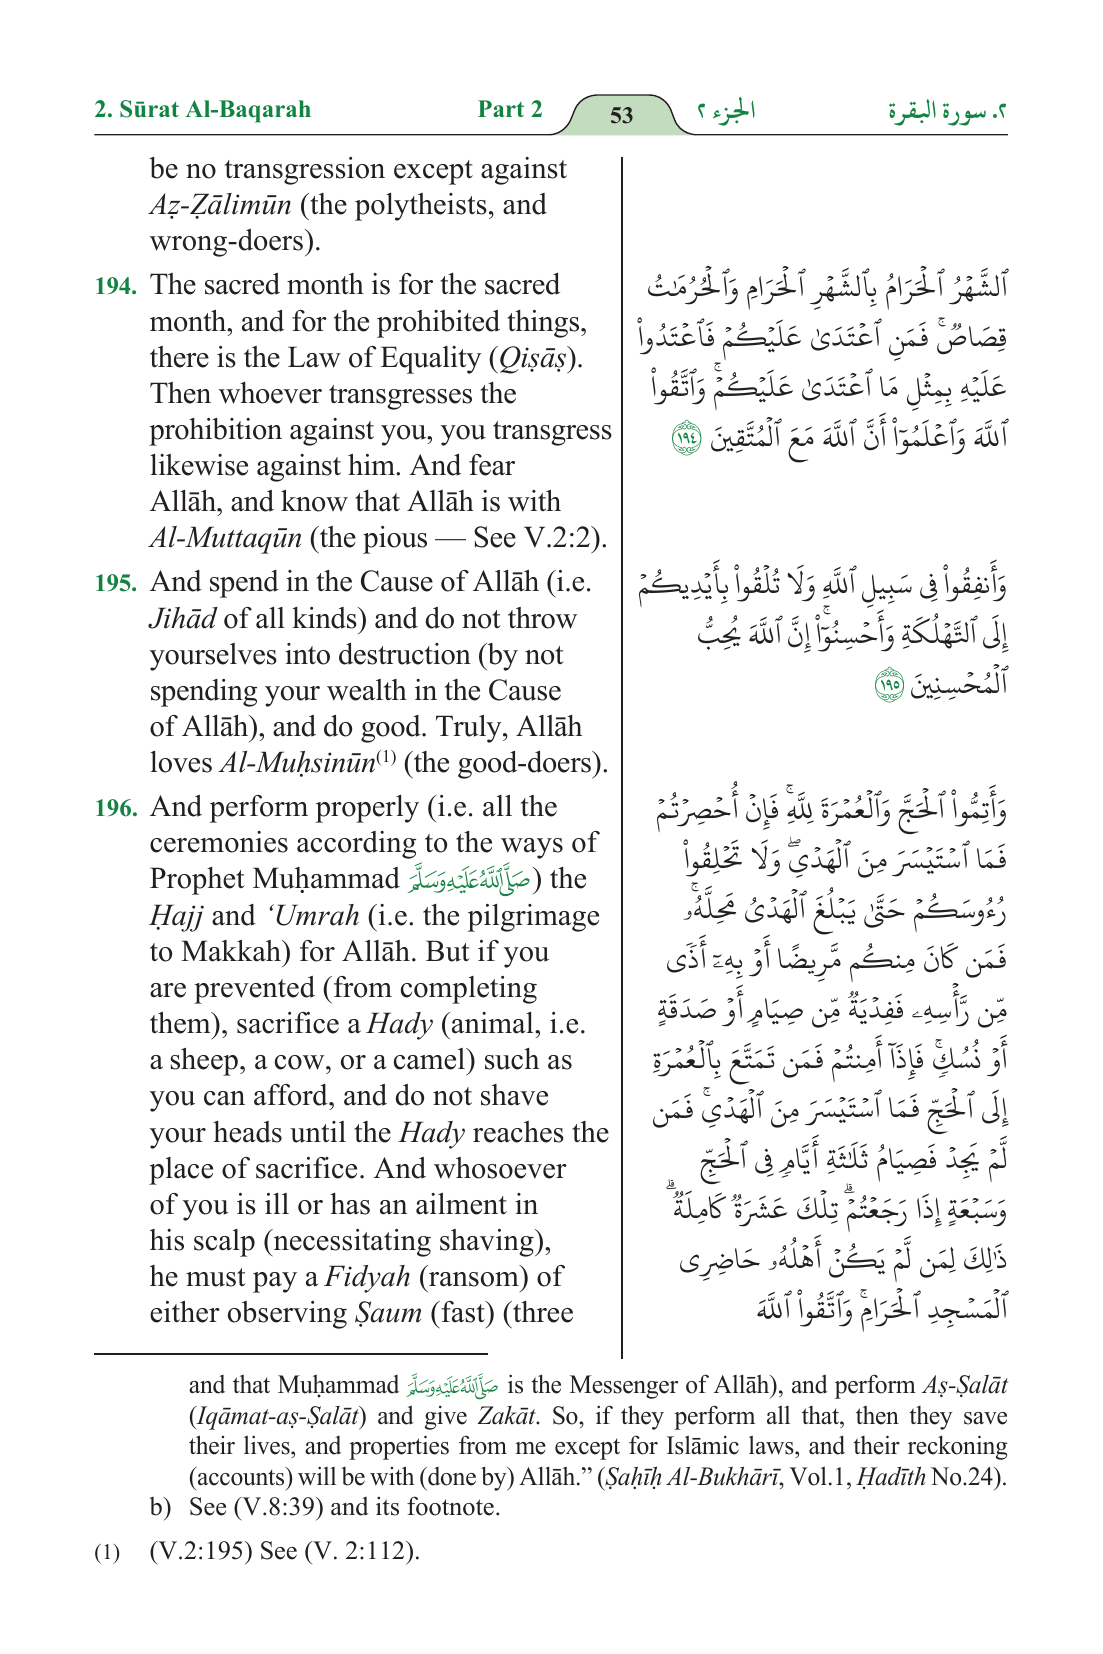 2. Sūrat Al-Baqarah Part 2 53 الجزء ٢ ٢. سورة البقرة
be no transgression except against
Aẓ-Ẓālimūn (the polytheists, and
wrong-doers).
194. The sacred month is for the sacred
month, and for the prohibited things,
there is the Law of Equality (Qiṣāṣ).
Then whoever transgresses the
prohibition against you, you transgress
likewise against him. And fear
Allāh, and know that Allāh is with
Al-Muttaqūn (the pious — See V.2:2).
195. And spend in the Cause of Allāh (i.e.
Jihād of all kinds) and do not throw
yourselves into destruction (by not
spending your wealth in the Cause
of Allāh), and do good. Truly, Allāh
loves Al-Muḥsinūn(1) (the good-doers).
196. And perform properly (i.e. all the
ceremonies according to the ways of
Prophet Muḥammad صَلَّى ٱللَّهُ عَلَيْهِ وَسَلَّمَ) the
Ḥajj and ‘Umrah (i.e. the pilgrimage
to Makkah) for Allāh. But if you
are prevented (from completing
them), sacrifice a Hady (animal, i.e.
a sheep, a cow, or a camel) such as
you can afford, and do not shave
your heads until the Hady reaches the
place of sacrifice. And whosoever
of you is ill or has an ailment in
his scalp (necessitating shaving),
he must pay a Fidyah (ransom) of
either observing Ṣaum (fast) (three
ٱلشَّهْرُ ٱلْحَرَامُ بِٱلشَّهْرِ ٱلْحَرَامِ وَٱلْحُرُمَـٰتُ
قِصَاصٌ ۚ فَمَنِ ٱعْتَدَىٰ عَلَيْكُمْ فَٱعْتَدُوا۟
عَلَيْهِ بِمِثْلِ مَا ٱعْتَدَىٰ عَلَيْكُمْ ۚ وَٱتَّقُوا۟
ٱللَّهَ وَٱعْلَمُوٓا۟ أَنَّ ٱللَّهَ مَعَ ٱلْمُتَّقِينَ ١٩٤
وَأَنفِقُوا۟ فِى سَبِيلِ ٱللَّهِ وَلَا تُلْقُوا۟ بِأَيْدِيكُمْ
إِلَى ٱلتَّهْلُكَةِ ۛ وَأَحْسِنُوٓا۟ ۚ إِنَّ ٱللَّهَ يُحِبُّ
ٱلْمُحْسِنِينَ ١٩٥
وَأَتِمُّوا۟ ٱلْحَجَّ وَٱلْعُمْرَةَ لِلَّهِ ۚ فَإِنْ أُحْصِرْتُمْ
فَمَا ٱسْتَيْسَرَ مِنَ ٱلْهَدْىِ ۖ وَلَا تَحْلِقُوا۟
رُءُوسَكُمْ حَتَّىٰ يَبْلُغَ ٱلْهَدْىُ مَحِلَّهُۥ ۚ
فَمَن كَانَ مِنكُم مَّرِيضًا أَوْ بِهِۦٓ أَذًى
مِّن رَّأْسِهِۦ فَفِدْيَةٌ مِّن صِيَامٍ أَوْ صَدَقَةٍ
أَوْ نُسُكٍ ۚ فَإِذَآ أَمِنتُمْ فَمَن تَمَتَّعَ بِٱلْعُمْرَةِ
إِلَى ٱلْحَجِّ فَمَا ٱسْتَيْسَرَ مِنَ ٱلْهَدْىِ ۚ فَمَن
لَّمْ يَجِدْ فَصِيَامُ ثَلَـٰثَةِ أَيَّامٍ فِى ٱلْحَجِّ
وَسَبْعَةٍ إِذَا رَجَعْتُمْ ۗ تِلْكَ عَشَرَةٌ كَامِلَةٌ ۗ
ذَٰلِكَ لِمَن لَّمْ يَكُنْ أَهْلُهُۥ حَاضِرِى
ٱلْمَسْجِدِ ٱلْحَرَامِ ۚ وَٱتَّقُوا۟ ٱللَّهَ
and that Muḥammad صَلَّى ٱللَّهُ عَلَيْهِ وَسَلَّمَ is the Messenger of Allāh), and perform Aṣ-Ṣalāt
(Iqāmat-aṣ-Ṣalāt) and give Zakāt. So, if they perform all that, then they save
their lives, and properties from me except for Islāmic laws, and their reckoning
(accounts) will be with (done by) Allāh.” (Ṣaḥīḥ Al-Bukhārī, Vol.1, Ḥadīth No.24).
b) See (V.8:39) and its footnote.
(1) (V.2:195) See (V. 2:112).